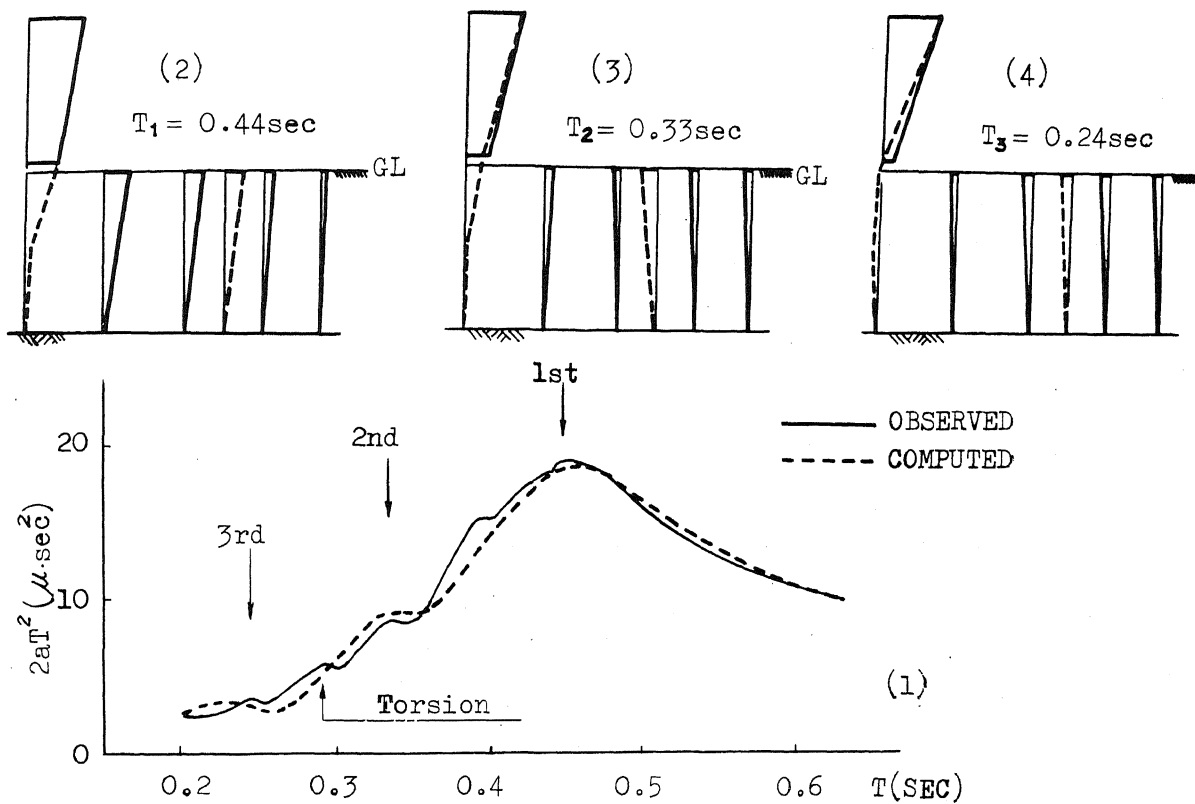 (2)
T₁ = 0.44sec
GL
(3)
T₂ = 0.33sec
GL
(4)
T₃ = 0.24sec
1st
2nd
3rd
OBSERVED
COMPUTED
Torsion
(1)
2aT² (μ·sec²)
20
10
0
0.2 0.3 0.4 0.5 0.6 T(SEC)